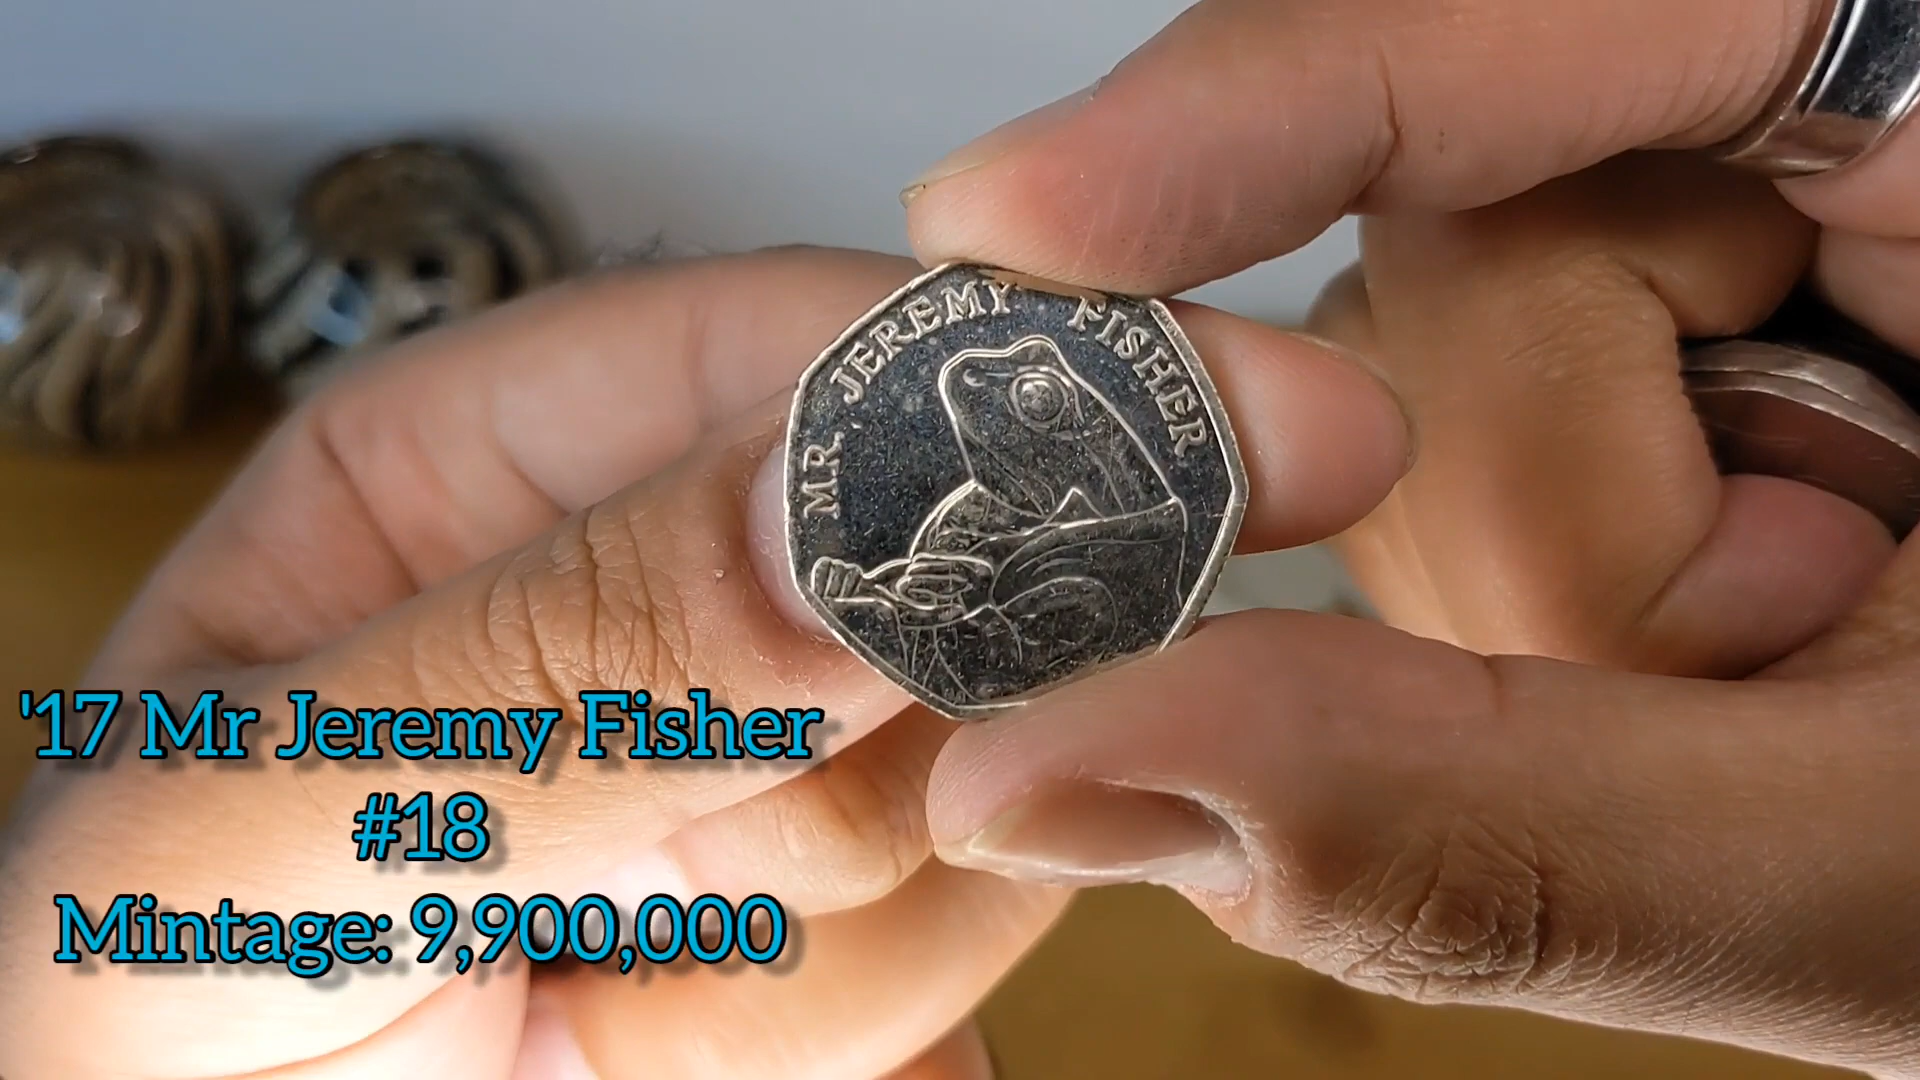 MR. JEREMY FISHER
'17 Mr Jeremy Fisher
#18
Mintage: 9,900,000